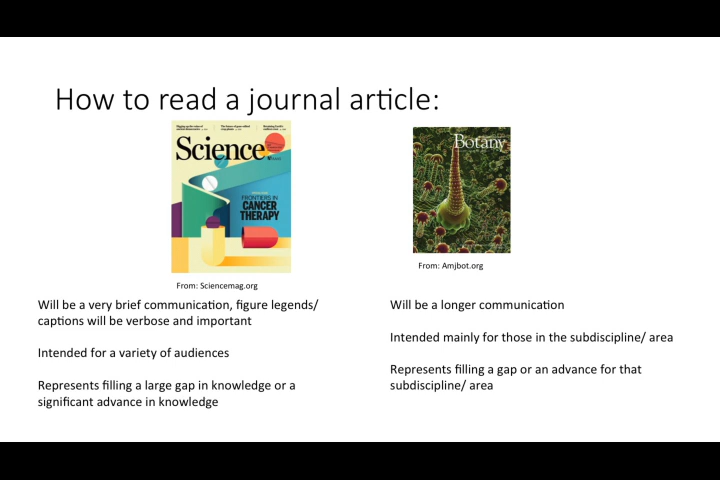 How to read a journal article:
Science
FRONTIERS IN
CANCER
THERAPY
Botany
From: Sciencemag.org
From: Amjbot.org
Will be a very brief communication, figure legends/
captions will be verbose and important
Intended for a variety of audiences
Represents filling a large gap in knowledge or a
significant advance in knowledge
Will be a longer communication
Intended mainly for those in the subdiscipline/ area
Represents filling a gap or an advance for that
subdiscipline/ area